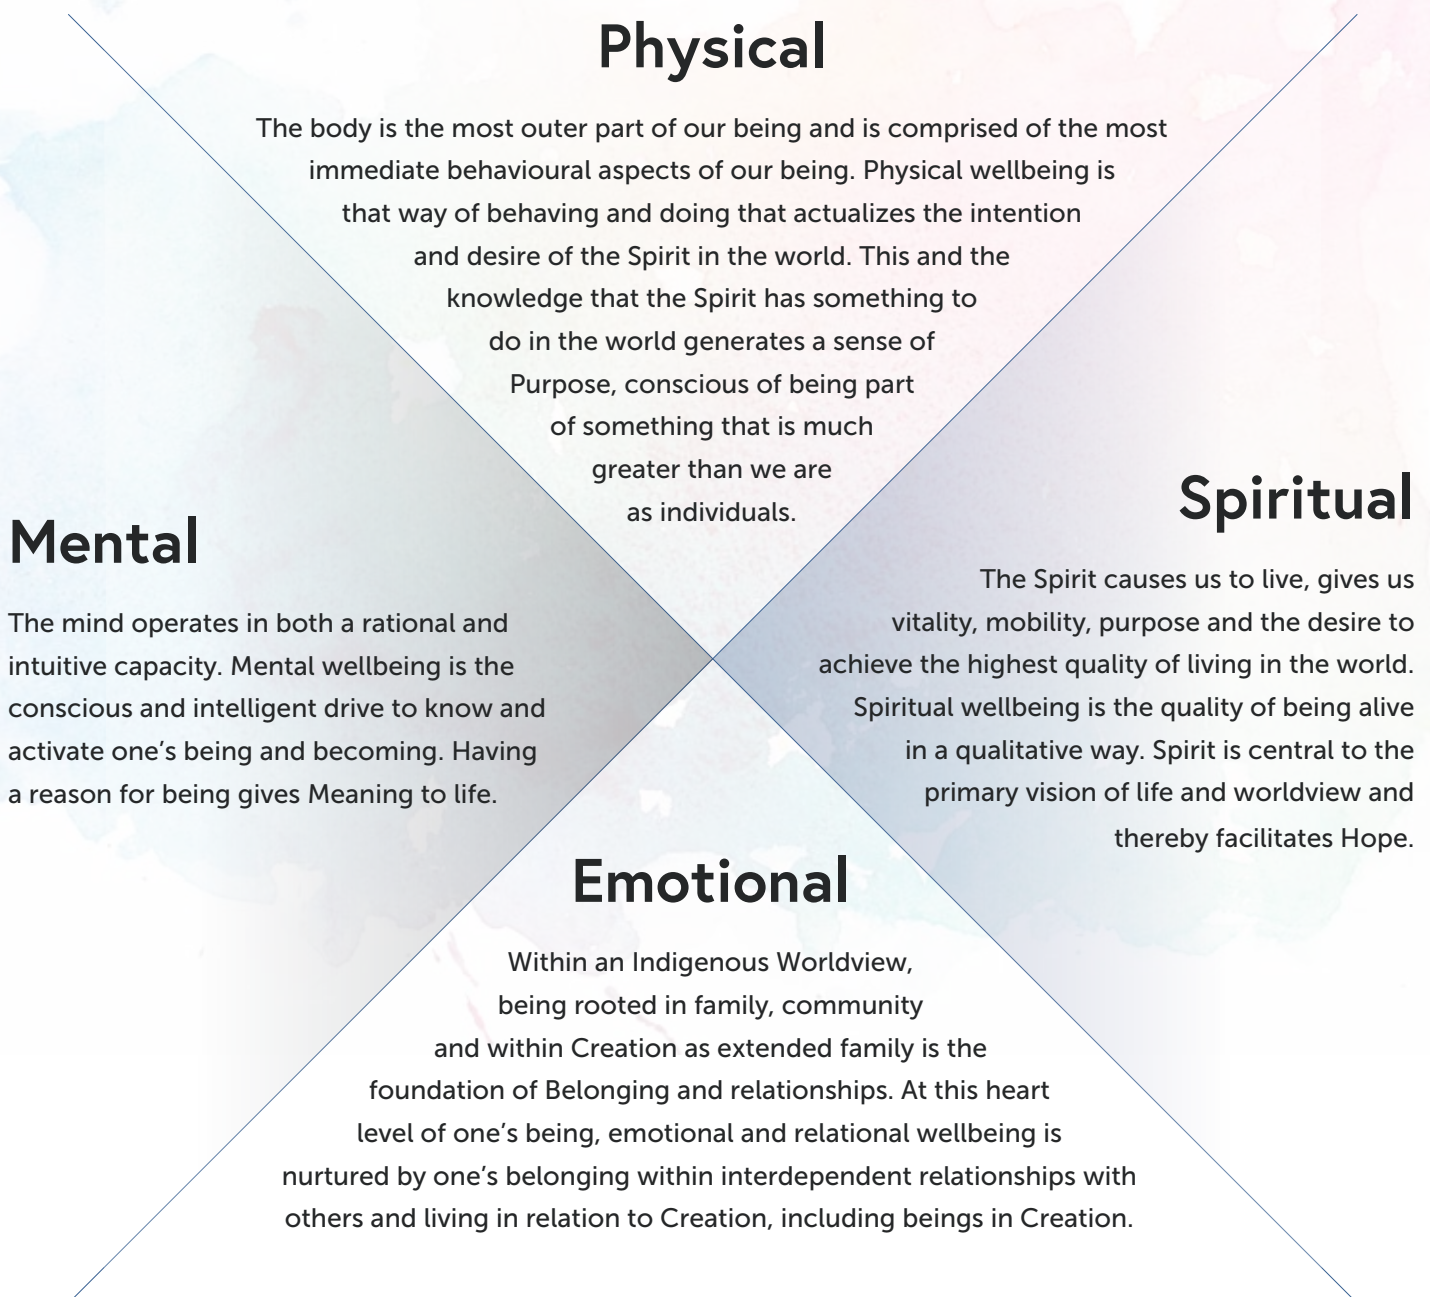 Physical
The body is the most outer part of our being and is comprised of the most
immediate behavioural aspects of our being. Physical wellbeing is
that way of behaving and doing that actualizes the intention
and desire of the Spirit in the world. This and the
knowledge that the Spirit has something to
do in the world generates a sense of
Purpose, conscious of being part
of something that is much
greater than we are
as individuals.
Mental
The mind operates in both a rational and
intuitive capacity. Mental wellbeing is the
conscious and intelligent drive to know and
activate one’s being and becoming. Having
a reason for being gives Meaning to life.
Spiritual
The Spirit causes us to live, gives us
vitality, mobility, purpose and the desire to
achieve the highest quality of living in the world.
Spiritual wellbeing is the quality of being alive
in a qualitative way. Spirit is central to the
primary vision of life and worldview and
thereby facilitates Hope.
Emotional
Within an Indigenous Worldview,
being rooted in family, community
and within Creation as extended family is the
foundation of Belonging and relationships. At this heart
level of one’s being, emotional and relational wellbeing is
nurtured by one’s belonging within interdependent relationships with
others and living in relation to Creation, including beings in Creation.